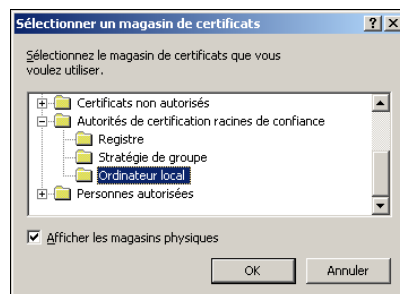 Sélectionner un magasin de certificats
Sélectionnez le magasin de certificats que vous
voulez utiliser.
Certificats non autorisés
Autorités de certification racines de confiance
Registre
Stratégie de groupe
Ordinateur local
Personnes autorisées
Afficher les magasins physiques
OK Annuler